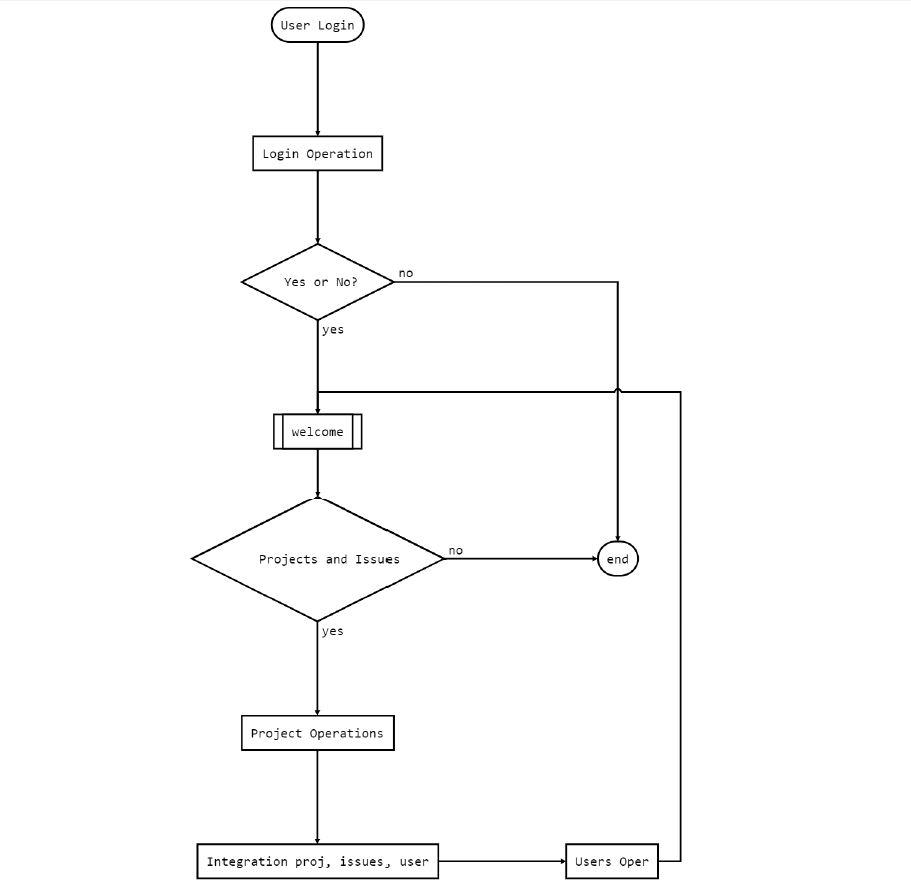 User Login
Login Operation
Yes or No?
no
yes
welcome
Projects and Issues
no
end
yes
Project Operations
Integration proj, issues, user
Users Oper